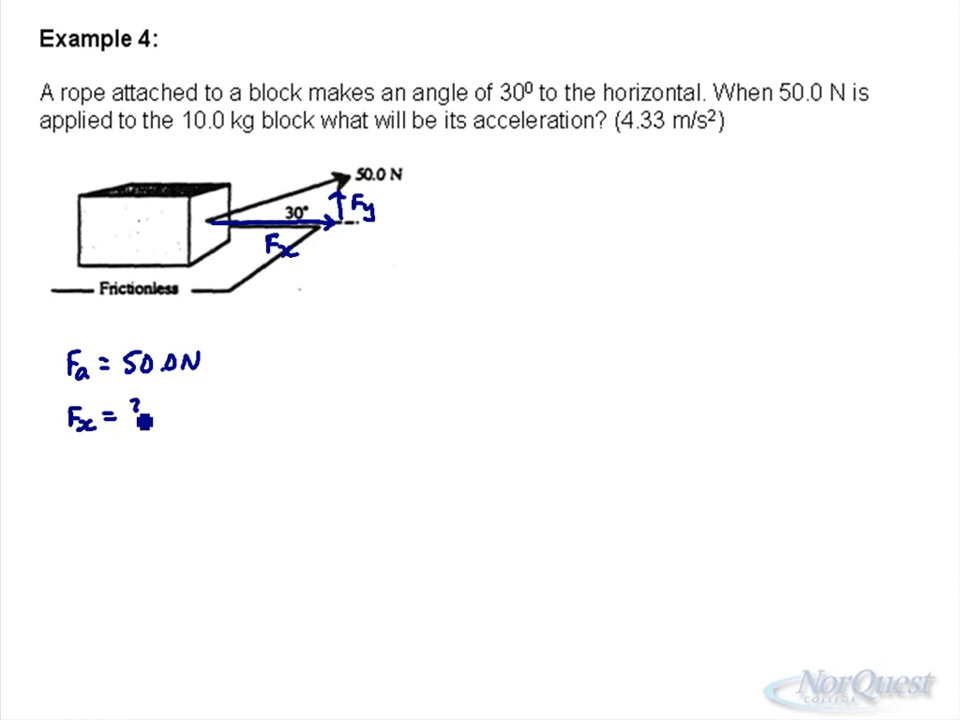 Example 4:
A rope attached to a block makes an angle of 30⁰ to the horizontal. When 50.0 N is
applied to the 10.0 kg block what will be its acceleration? (4.33 m/s²)
50.0 N
30°
Fy
Fx
Frictionless
Fa = 50.0N
Fx = ?
NorQuest
COLLEGE